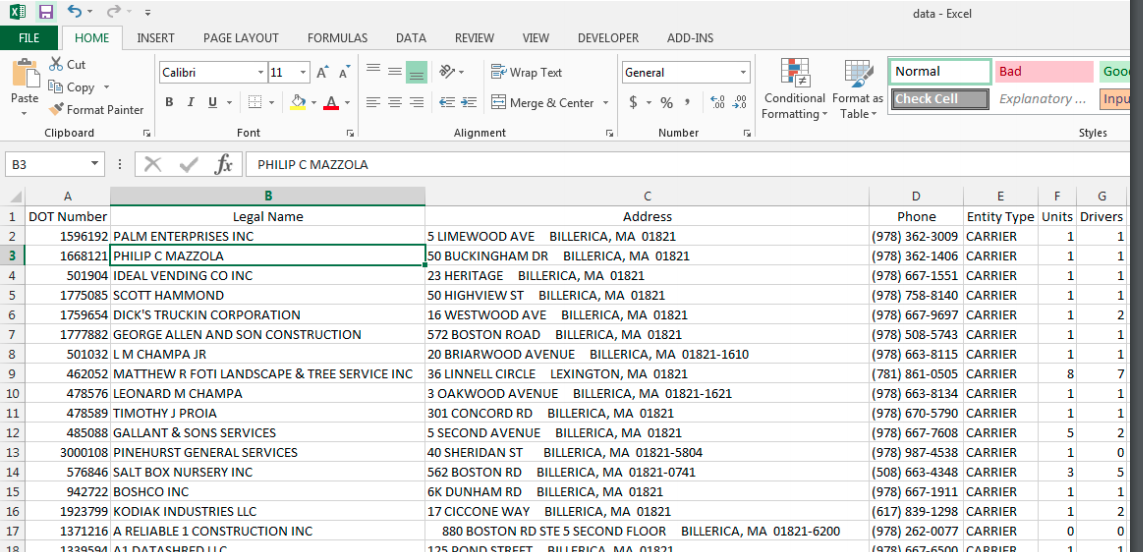 data - Excel
FILE HOME INSERT PAGE LAYOUT FORMULAS DATA REVIEW VIEW DEVELOPER ADD-INS
Paste
Cut
Copy
Format Painter
Clipboard
Calibri 11
B I U
Font
Wrap Text
Merge & Center
Alignment
General
$ % ,
Number
Conditional Formatting
Format as Table
Normal Bad Goo
Check Cell Explanatory ... Inpu
Styles
B3 fx PHILIP C MAZZOLA
A B C D E F G
1 DOT Number Legal Name Address Phone Entity Type Units Drivers
2 1596192 PALM ENTERPRISES INC 5 LIMEWOOD AVE BILLERICA, MA 01821 (978) 362-3009 CARRIER 1 1
3 1668121 PHILIP C MAZZOLA 50 BUCKINGHAM DR BILLERICA, MA 01821 (978) 362-1406 CARRIER 1 1
4 501904 IDEAL VENDING CO INC 23 HERITAGE BILLERICA, MA 01821 (978) 667-1551 CARRIER 1 1
5 1775085 SCOTT HAMMOND 50 HIGHVIEW ST BILLERICA, MA 01821 (978) 758-8140 CARRIER 1 1
6 1759654 DICK'S TRUCKIN CORPORATION 16 WESTWOOD AVE BILLERICA, MA 01821 (978) 667-9697 CARRIER 1 2
7 1777882 GEORGE ALLEN AND SON CONSTRUCTION 572 BOSTON ROAD BILLERICA, MA 01821 (978) 508-5743 CARRIER 1 1
8 501032 L M CHAMPA JR 20 BRIARWOOD AVENUE BILLERICA, MA 01821-1610 (978) 663-8115 CARRIER 1 1
9 462052 MATTHEW R FOTI LANDSCAPE & TREE SERVICE INC 36 LINNELL CIRCLE LEXINGTON, MA 01821 (781) 861-0505 CARRIER 8 7
10 478576 LEONARD M CHAMPA 3 OAKWOOD AVENUE BILLERICA, MA 01821-1621 (978) 663-8134 CARRIER 1 1
11 478589 TIMOTHY J PROIA 301 CONCORD RD BILLERICA, MA 01821 (978) 670-5790 CARRIER 1 1
12 485088 GALLANT & SONS SERVICES 5 SECOND AVENUE BILLERICA, MA 01821 (978) 667-7608 CARRIER 5 2
13 3000108 PINEHURST GENERAL SERVICES 40 SHERIDAN ST BILLERICA, MA 01821-5804 (978) 987-4538 CARRIER 1 0
14 576846 SALT BOX NURSERY INC 562 BOSTON RD BILLERICA, MA 01821-0741 (508) 663-4348 CARRIER 3 5
15 942722 BOSHCO INC 6K DUNHAM RD BILLERICA, MA 01821 (978) 667-1911 CARRIER 1 1
16 1923799 KODIAK INDUSTRIES LLC 17 CICCONE WAY BILLERICA, MA 01821 (617) 839-1298 CARRIER 1 2
17 1371216 A RELIABLE 1 CONSTRUCTION INC 880 BOSTON RD STE 5 SECOND FLOOR BILLERICA, MA 01821-6200 (978) 262-0077 CARRIER 0 0
18 1339594 A1 DATASHRED LLC 125 POND STREET BILLERICA, MA 01821 (978) 667-6500 CARRIER 1 1